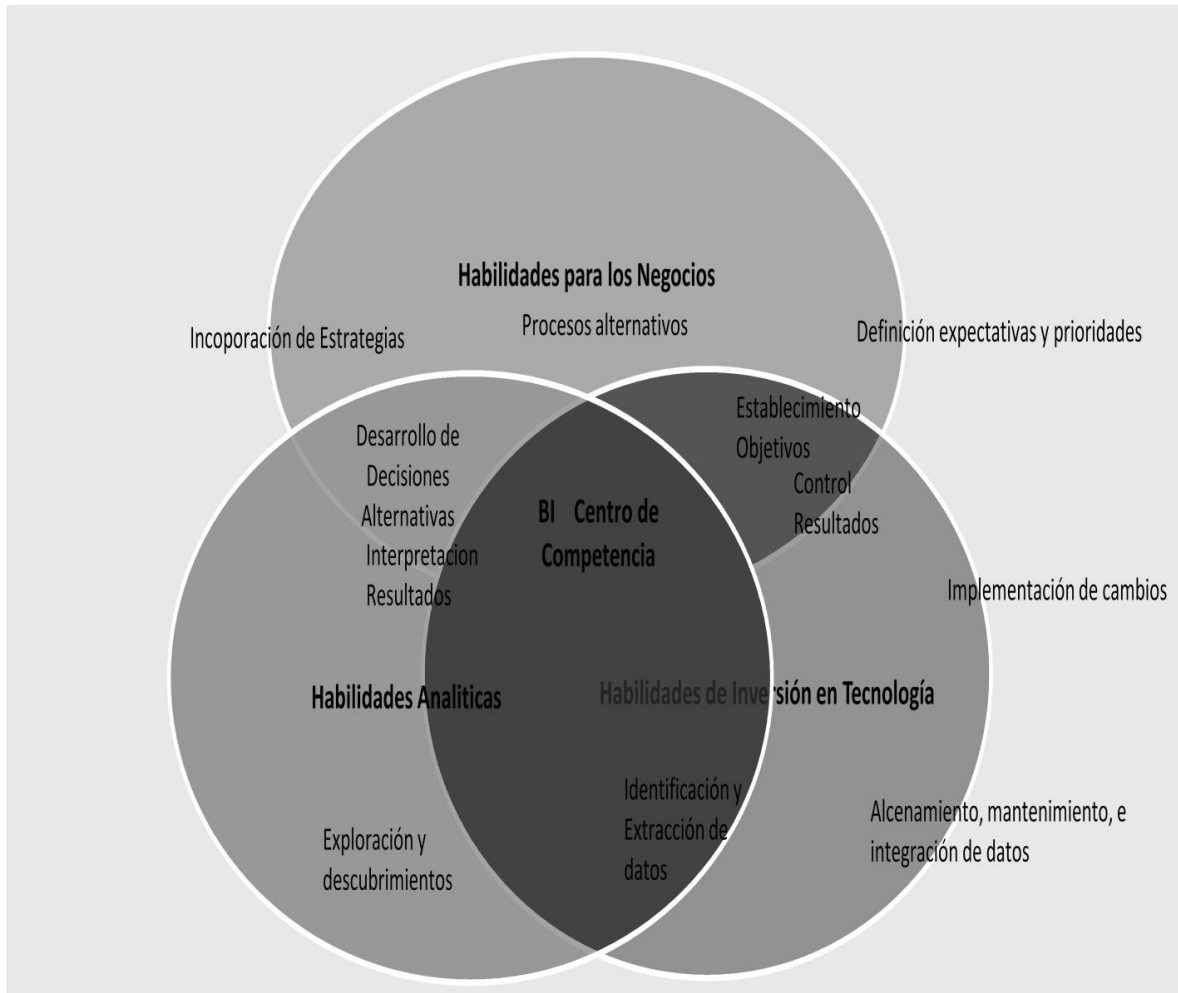 Habilidades para los Negocios
Incoporación de Estrategias
Procesos alternativos
Definición expectativas y prioridades
Desarrollo de
Decisiones
Alternativas
Interpretacion
Resultados
BI Centro de
Competencia
Establecimiento
Objetivos
Control
Resultados
Implementación de cambios
Habilidades Analiticas
Habilidades de Inversión en Tecnología
Exploración y
descubrimientos
Identificación y
Extracción de
datos
Alcenamiento, mantenimiento, e
integración de datos